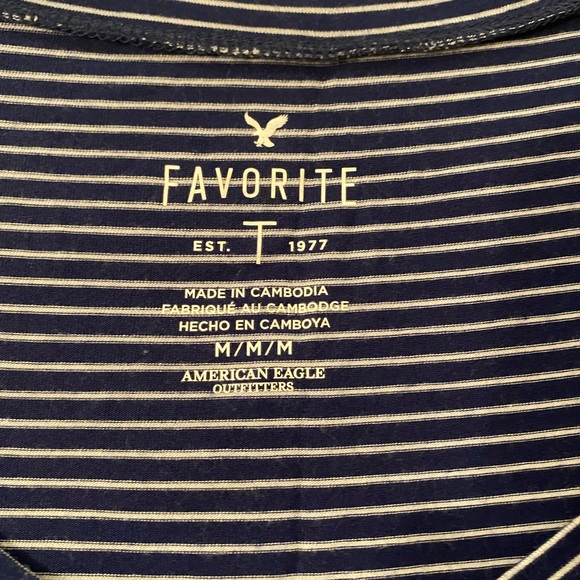 FAVORITE
EST. T 1977
MADE IN CAMBODIA
FABRIQUÉ AU CAMBODGE
HECHO EN CAMBOYA
M/M/M
AMERICAN EAGLE
OUTFITTERS